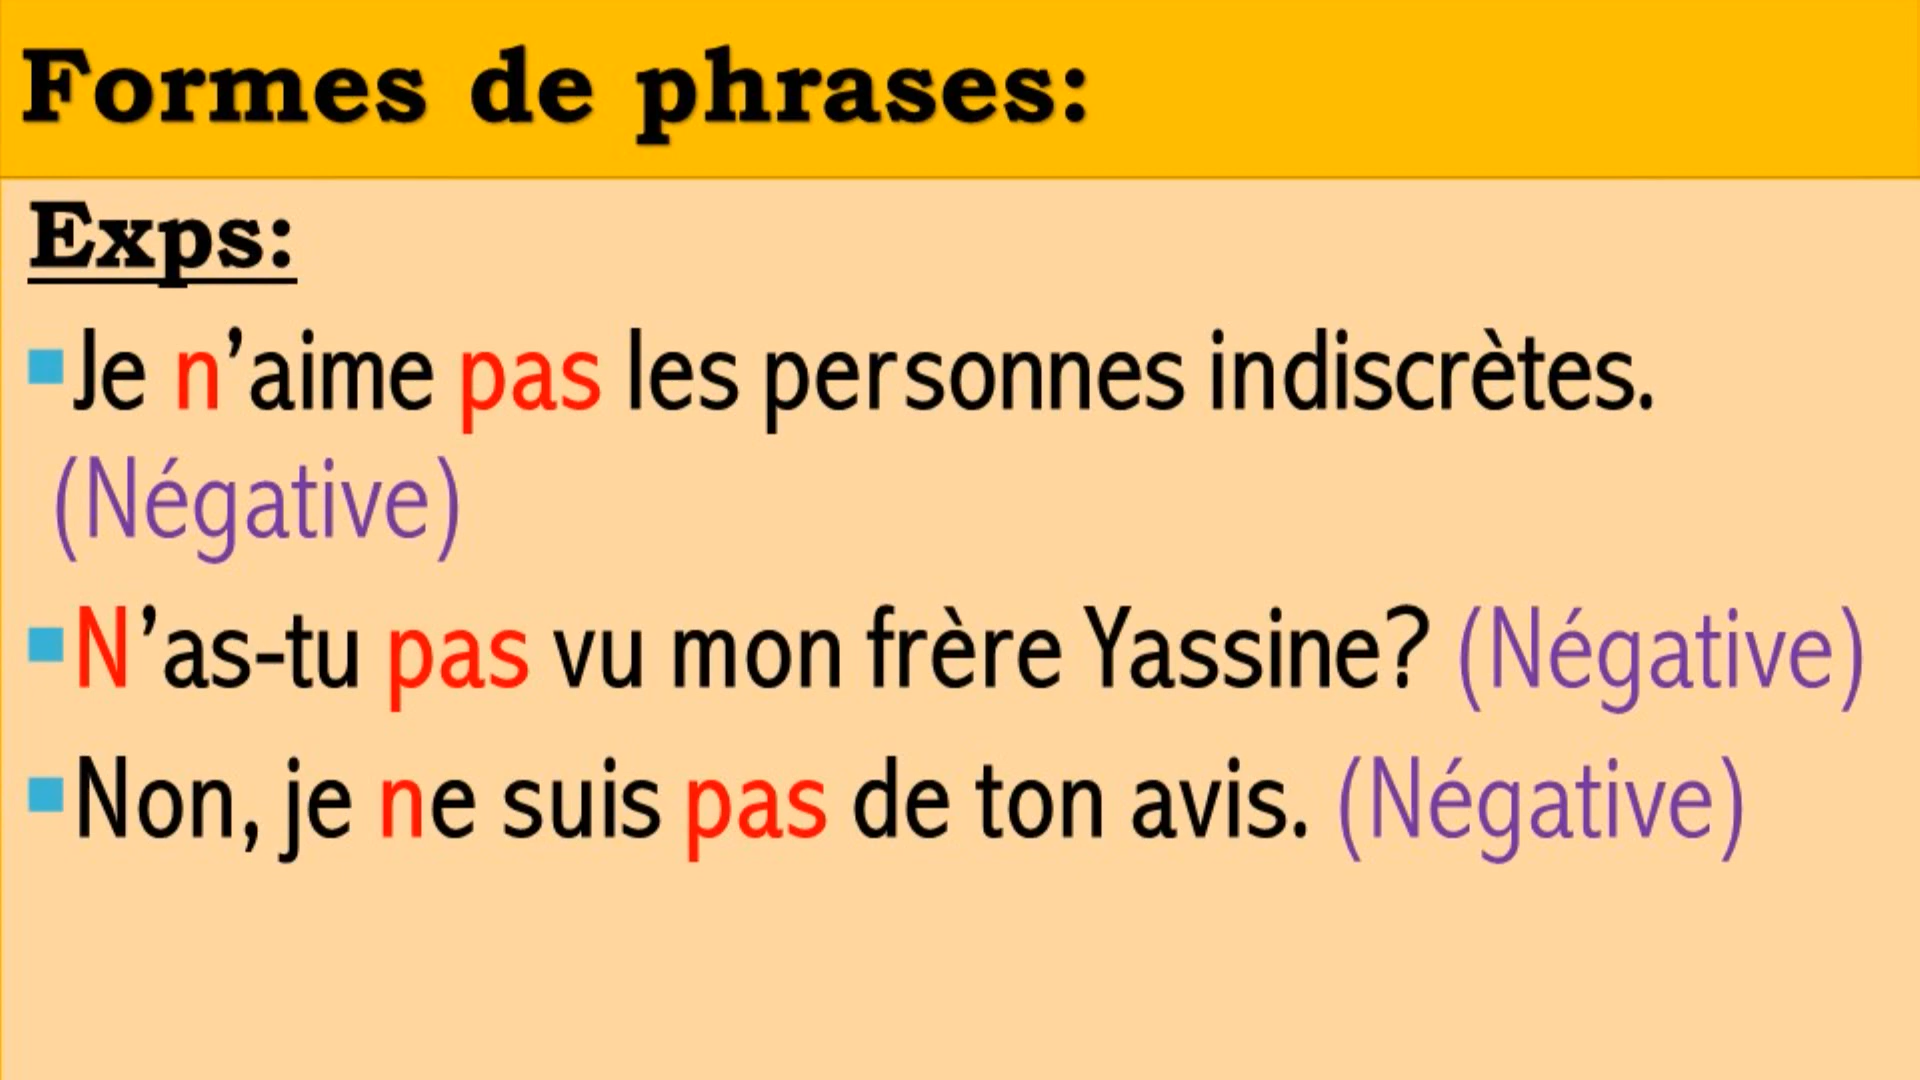 Formes de phrases:
Exps:
▪Je n’aime pas les personnes indiscrètes.
(Négative)
▪N’as-tu pas vu mon frère Yassine? (Négative)
▪Non, je ne suis pas de ton avis. (Négative)